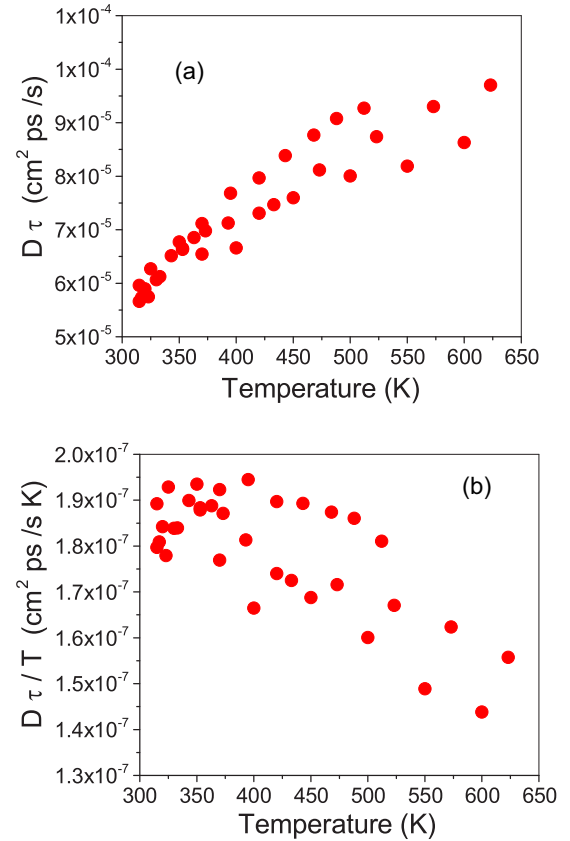 1x10⁻⁴
(a)
1x10⁻⁴
9x10⁻⁵
8x10⁻⁵
7x10⁻⁵
6x10⁻⁵
5x10⁻⁵
D τ (cm² ps /s)
300 350 400 450 500 550 600 650
Temperature (K)
2.0x10⁻⁷
(b)
1.9x10⁻⁷
1.8x10⁻⁷
1.7x10⁻⁷
1.6x10⁻⁷
1.5x10⁻⁷
1.4x10⁻⁷
1.3x10⁻⁷
D τ / T (cm² ps /s K)
300 350 400 450 500 550 600 650
Temperature (K)